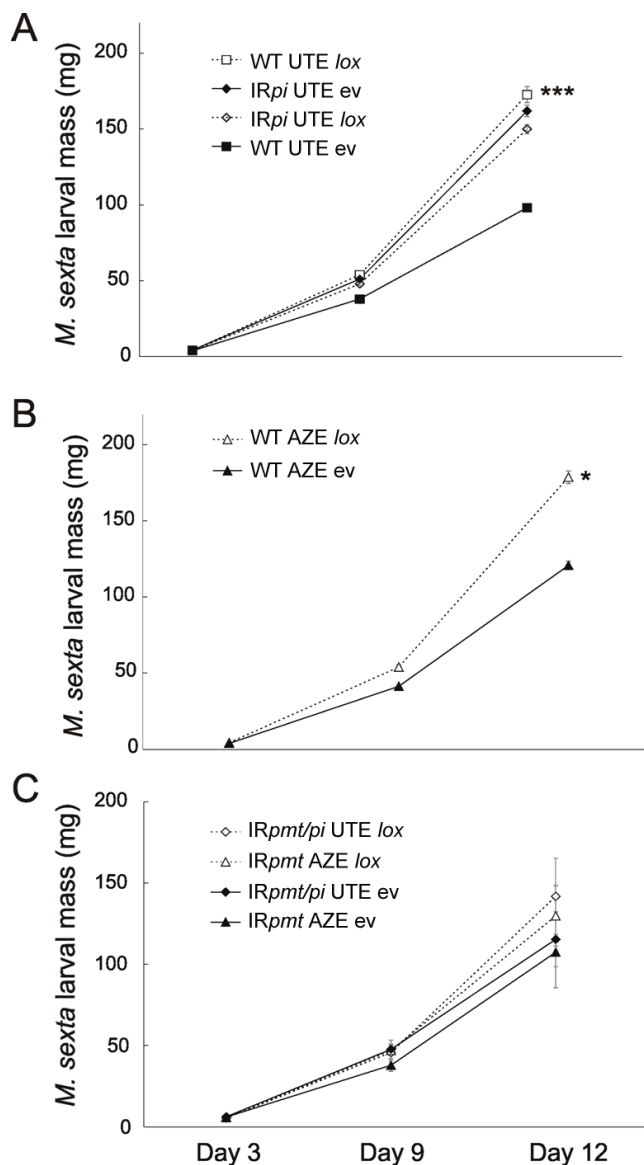 A
M. sexta larval mass (mg)
200
150
100
50
0
WT UTE lox
IRpi UTE ev
IRpi UTE lox
WT UTE ev
***
B
M. sexta larval mass (mg)
200
150
100
50
0
WT AZE lox
WT AZE ev
*
C
M. sexta larval mass (mg)
200
150
100
50
0
IRpmt/pi UTE lox
IRpmt AZE lox
IRpmt/pi UTE ev
IRpmt AZE ev
Day 3 Day 9 Day 12